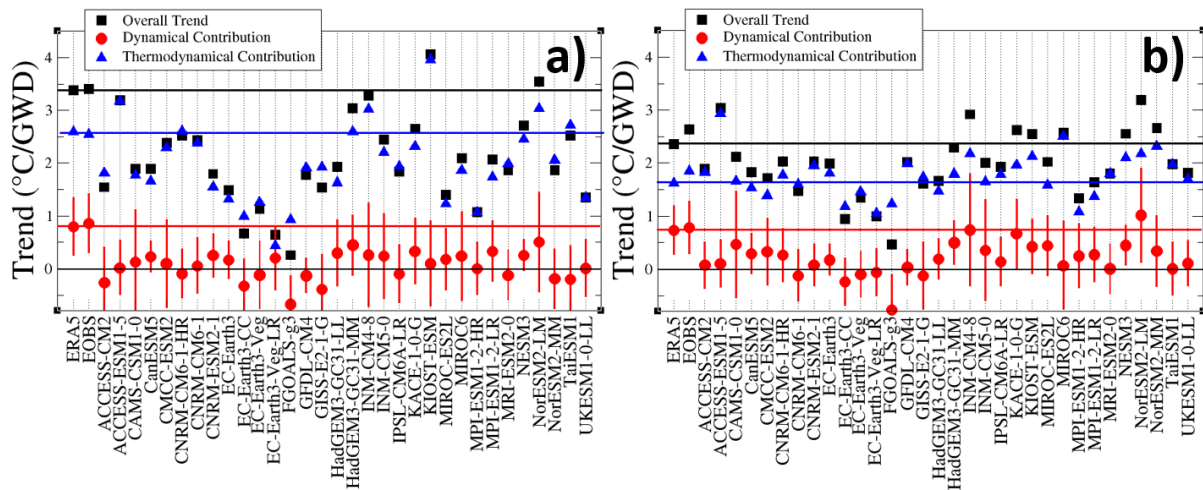 Overall Trend
Dynamical Contribution
Thermodynamical Contribution
a)
Trend (°C/GWD)
4
3
2
1
0
ERA5
EOBS
ACCESS-CM2
ACCESS-ESM1-5
CAMS-CSM1-0
CanESM5
CMCC-ESM2
CNRM-CM6-1-HR
CNRM-CM6-1
CNRM-ESM2-1
EC-Earth3
EC-Earth3-CC
EC-Earth3-Veg
EC-Earth3-Veg-LR
FGOALS-g3
GFDL-CM4
GISS-E2-1-G
HadGEM3-GC31-LL
HadGEM3-GC31-MM
INM-CM4-8
INM-CM5-0
IPSL-CM6A-LR
KACE-1-0-G
KIOST-ESM
MIROC-ES2L
MIROC6
MPI-ESM1-2-HR
MPI-ESM1-2-LR
MRI-ESM2-0
NESM3
NorESM2-LM
NorESM2-MM
TaiESM1
UKESM1-0-LL
Overall Trend
Dynamical Contribution
Thermodynamical Contribution
b)
Trend (°C/GWD)
4
3
2
1
0
ERA5
EOBS
ACCESS-CM2
ACCESS-ESM1-5
CAMS-CSM1-0
CanESM5
CMCC-ESM2
CNRM-CM6-1-HR
CNRM-CM6-1
CNRM-ESM2-1
EC-Earth3
EC-Earth3-CC
EC-Earth3-Veg
EC-Earth3-Veg-LR
FGOALS-g3
GFDL-CM4
GISS-E2-1-G
HadGEM3-GC31-LL
HadGEM3-GC31-MM
INM-CM4-8
INM-CM5-0
IPSL-CM6A-LR
KACE-1-0-G
KIOST-ESM
MIROC-ES2L
MIROC6
MPI-ESM1-2-HR
MPI-ESM1-2-LR
MRI-ESM2-0
NESM3
NorESM2-LM
NorESM2-MM
TaiESM1
UKESM1-0-LL